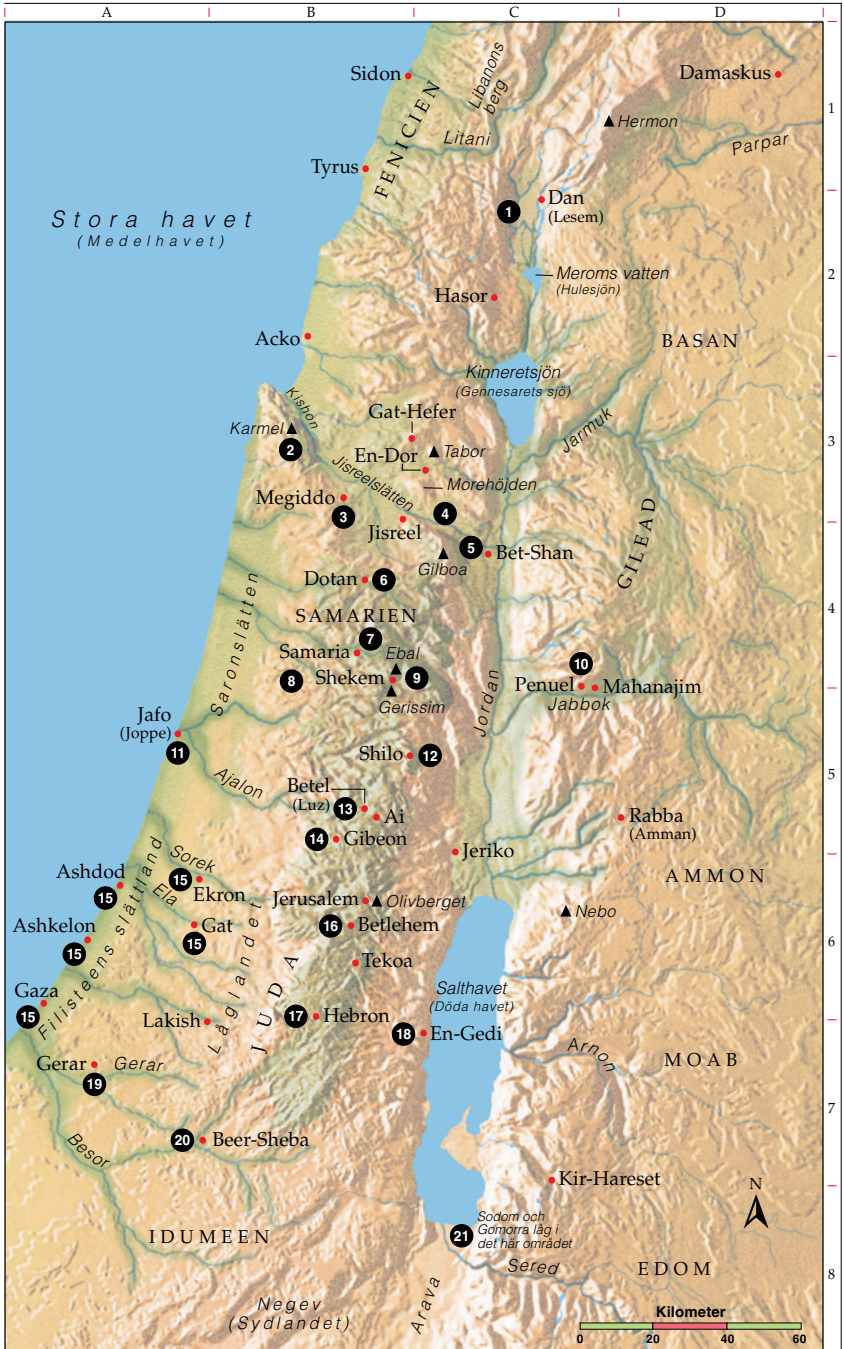 A
B
C
D
Sidon
Libanons
berg
Damaskus
1
FENICIEN
Litani
Hermon
Parpar
Tyrus
Dan
(Lesem)
1
Stora havet
(Medelhavet)
Meroms vatten
(Hulesjön)
2
Hasor
Acko
BASAN
Kinneretsjön
(Gennesarets sjö)
Kishon
Gat-Hefer
Karmel
2
Tabor
Jarmuk
3
En-Dor
Jisreelslätten
Morehöjden
Megiddo
3
4
Jisreel
GILEAD
5
Bet-Shan
Gilboa
Dotan
6
4
SAMARIEN
Saronslätten
7
Samaria
Ebal
10
8
Shekem
9
Penuel
Mahanajim
Gerissim
Jordan
Jabbok
Jafo
(Joppe)
11
Shilo
12
5
Ajalon
Betel
(Luz)
13
Ai
Rabba
(Amman)
14
Gibeon
Jeriko
Sorek
15
Ekron
AMMON
Ashdod
15
Ela
Jerusalem
Olivberget
Nebo
Ashkelon
15
Gat
15
16
Betlehem
6
Filisteens slättland
Låglandet
JUDA
Tekoa
Gaza
15
Salthavet
(Döda havet)
Lakish
17
Hebron
18
En-Gedi
Arnon
MOAB
Gerar
Gerar
19
7
Besor
20
Beer-Sheba
Kir-Hareset
N
IDUMEEN
21
Sodom och
Gomorra låg i
det här området
Sered
EDOM
8
Negev
(Sydlandet)
Arava
Kilometer
0
20
40
60